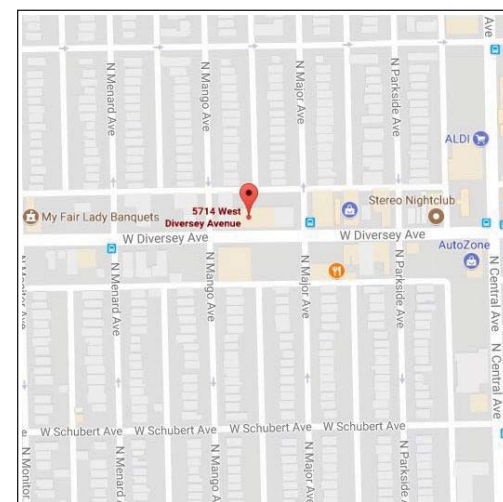 Ave
N Menard Ave
N Mango Ave
N Major Ave
N Parkside Ave
ALDI
My Fair Lady Banquets
5714 West
Diversey Avenue
Stereo Nightclub
W Diversey Ave
W Diversey Ave
AutoZone
N Monitor Ave
N Menard Ave
N Mango Ave
N Major Ave
N Parkside Ave
N Central Ave
N Central Ave
W Schubert Ave
W Schubert Ave
W Schubert Ave
W Schubert Ave
N Monitor
N Menard A
N Mango A
N Major Ave
N Parkside A